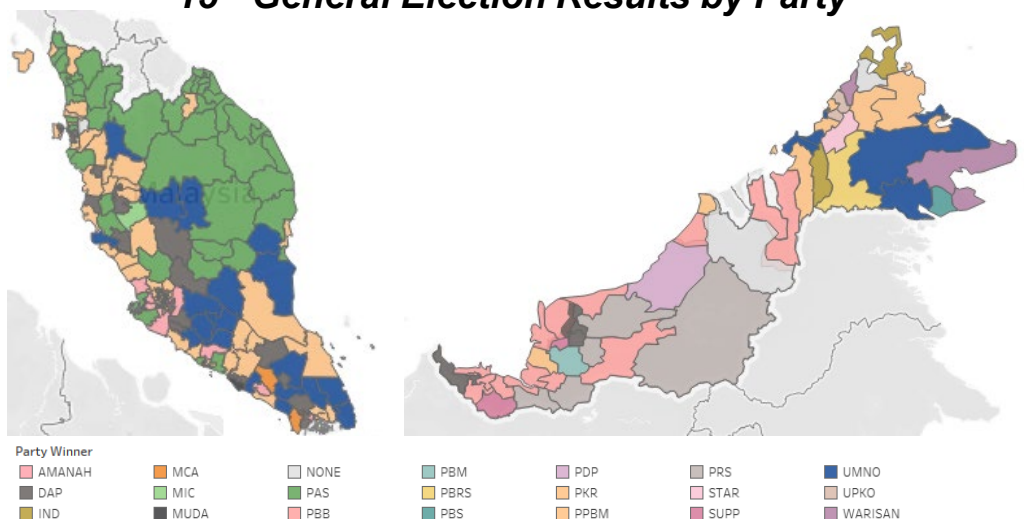 General Election Results by Party
Malaysia
Party Winner
AMANAH MCA NONE PBM PDP PRS UMNO
DAP MIC PAS PBRS PKR STAR UPKO
IND MUDA PBB PBS PPBM SUPP WARISAN